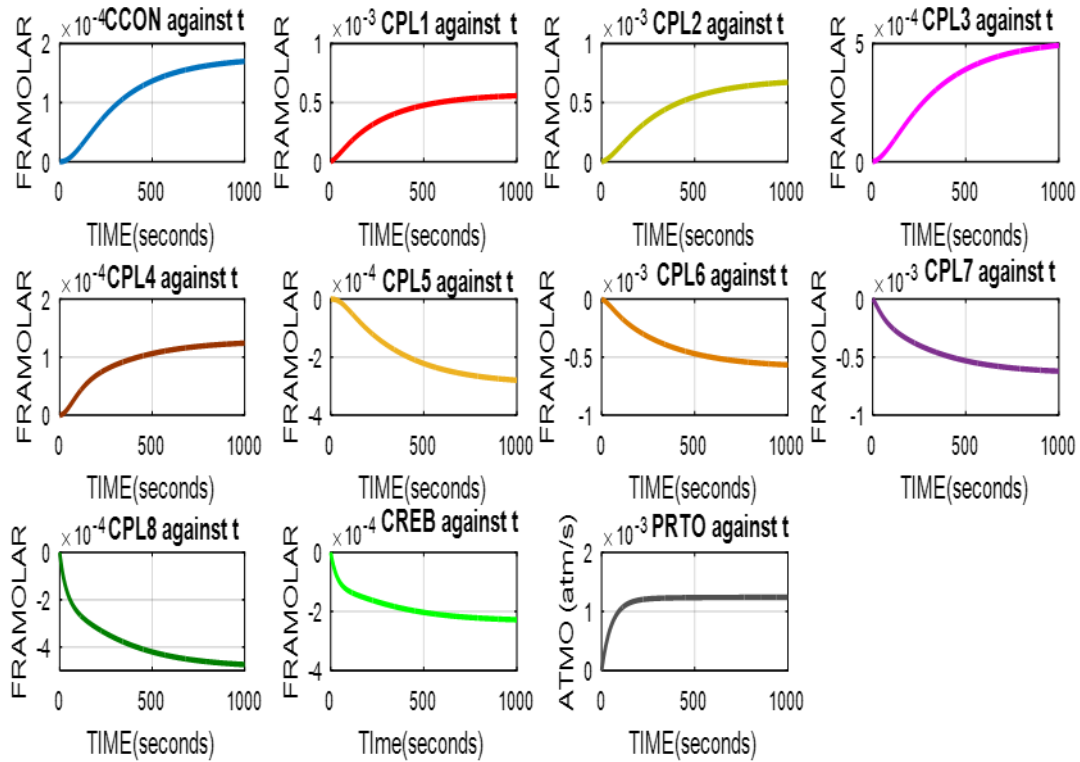 ×10⁻⁴ CCON against t
2
1
0
FRAMOLAR
0 500 1000
TIME(seconds)
×10⁻³ CPL1 against t
1
0.5
0
FRAMOLAR
0 500 1000
TIME(seconds)
×10⁻³ CPL2 against t
1
0.5
0
FRAMOLAR
0 500 1000
TIME(seconds
×10⁻⁴ CPL3 against t
5
0
FRAMOLAR
0 500 1000
TIME(seconds)
×10⁻⁴ CPL4 against t
2
1
0
FRAMOLAR
0 500 1000
TIME(seconds)
×10⁻⁴ CPL5 against t
0
-2
-4
FRAMOLAR
0 500 1000
TIME(seconds)
×10⁻³ CPL6 against t
0
-0.5
-1
FRAMOLAR
0 500 1000
TIME(seconds)
×10⁻³ CPL7 against t
0
-0.5
-1
FRAMOLAR
0 500 1000
TIME(seconds)
×10⁻⁴ CPL8 against t
0
-2
-4
FRAMOLAR
0 500 1000
TIME(seconds)
×10⁻⁴ CREB against t
0
-2
-4
FRAMOLAR
0 500 1000
TIme(seconds)
×10⁻³ PRTO against t
2
1
0
ATMO (atm/s)
0 500 1000
TIME(seconds)